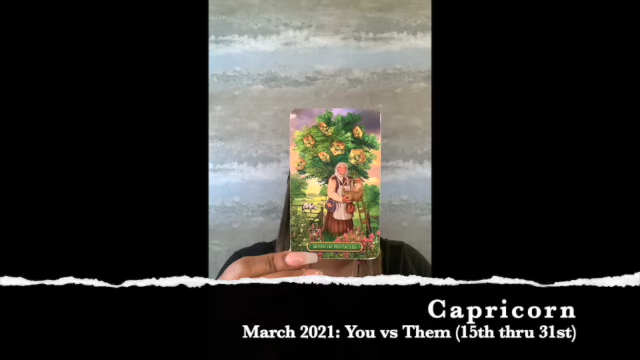 SEVEN OF PENTACLES
Capricorn
March 2021: You vs Them (15th thru 31st)